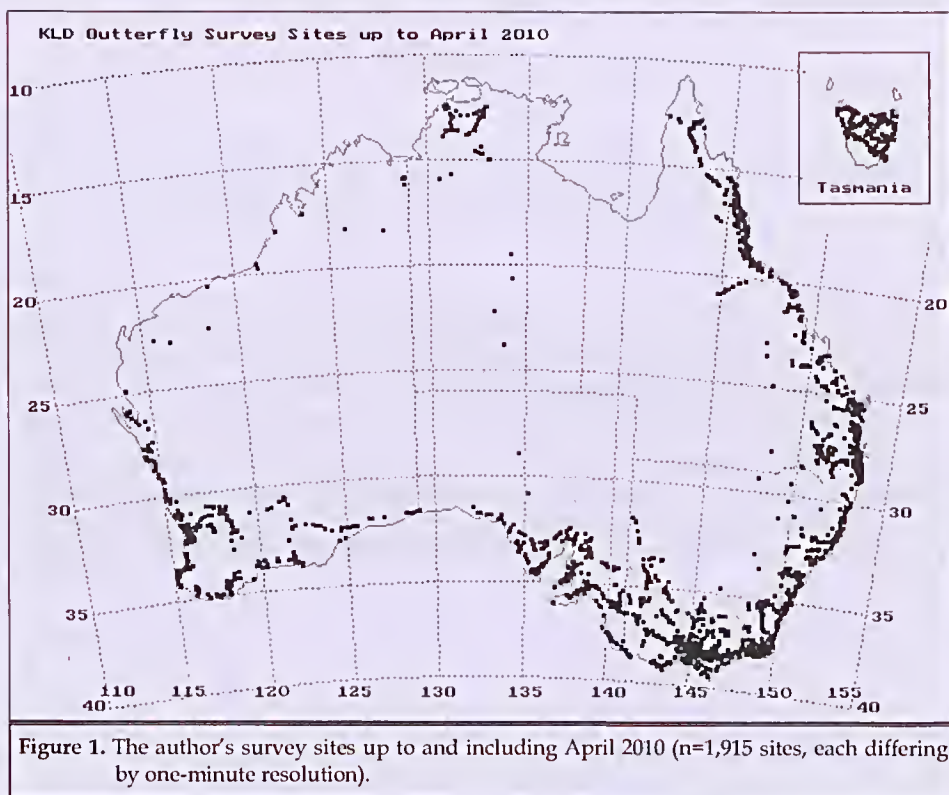 KLD Outterfly Survey Sites up to April 2010
10
15
20
20
25
25
30
30
35
35
Tasmania
110 115 120 125 130 135 140 145 150 155
40 40
Figure 1. The author's survey sites up to and including April 2010 (n=1,915 sites, each differing
by one-minute resolution).